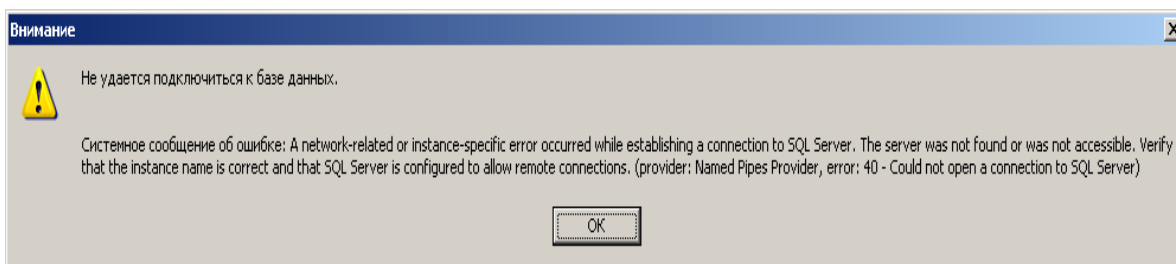 Внимание
Не удается подключиться к базе данных.
Системное сообщение об ошибке: A network-related or instance-specific error occurred while establishing a connection to SQL Server. The server was not found or was not accessible. Verify
that the instance name is correct and that SQL Server is configured to allow remote connections. (provider: Named Pipes Provider, error: 40 - Could not open a connection to SQL Server)
OK